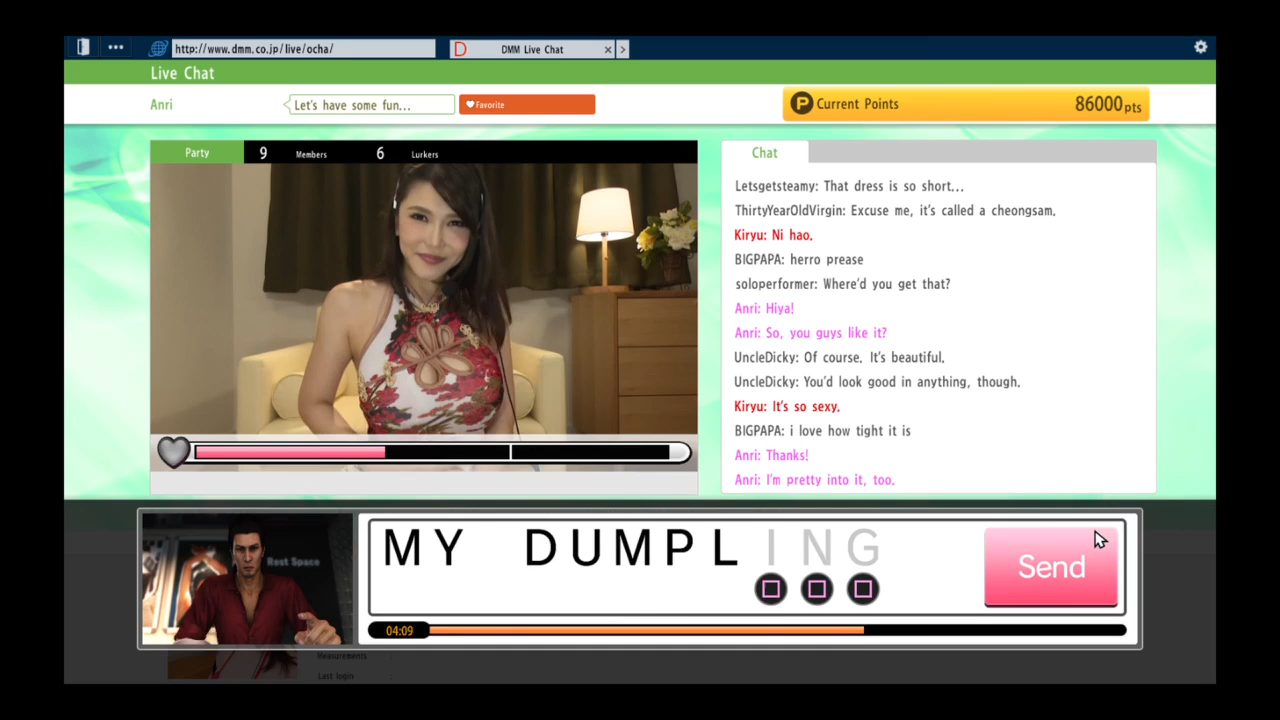 http://www.dmm.co.jp/live/ocha/
D DMM Live Chat
Live Chat
Anri
Let's have some fun...
Favorite
P Current Points 86000pts
Party 9 Members 6 Lurkers
Chat
Letsgetsteamy: That dress is so short...
ThirtyYearOldVirgin: Excuse me, it's called a cheongsam.
Kiryu: Ni hao.
BIGPAPA: herro prease
soloperformer: Where'd you get that?
Anri: Hiya!
Anri: So, you guys like it?
UncleDicky: Of course. It's beautiful.
UncleDicky: You'd look good in anything, though.
Kiryu: It's so sexy.
BIGPAPA: i love how tight it is
Anri: Thanks!
Anri: I'm pretty into it, too.
Rest Space
MY DUMPLING
Send
04:09
Measurements :
Last login :